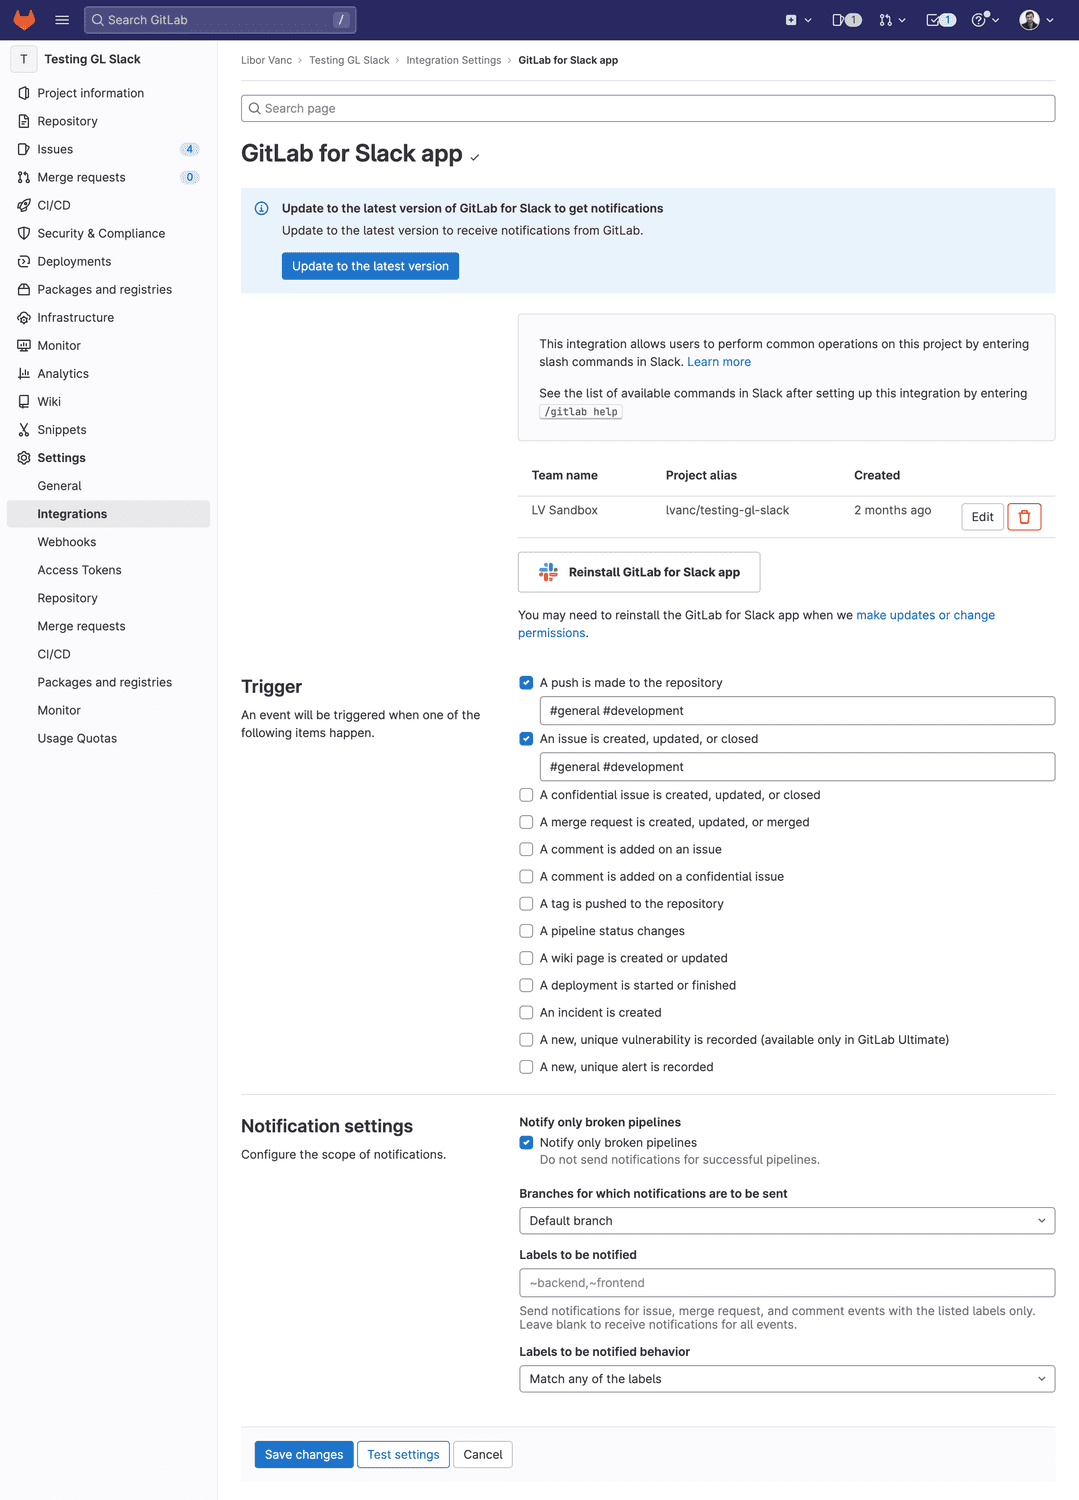 Search GitLab /
1
1
T Testing GL Slack
Project information
Repository
Issues 4
Merge requests 0
CI/CD
Security & Compliance
Deployments
Packages and registries
Infrastructure
Monitor
Analytics
Wiki
Snippets
Settings
General
Integrations
Webhooks
Access Tokens
Repository
Merge requests
CI/CD
Packages and registries
Monitor
Usage Quotas
Libor Vanc › Testing GL Slack › Integration Settings › GitLab for Slack app
Search page
GitLab for Slack app
Update to the latest version of GitLab for Slack to get notifications
Update to the latest version to receive notifications from GitLab.
Update to the latest version
This integration allows users to perform common operations on this project by entering
slash commands in Slack. Learn more
See the list of available commands in Slack after setting up this integration by entering
/gitlab help
Team name Project alias Created
LV Sandbox lvanc/testing-gl-slack 2 months ago Edit
Reinstall GitLab for Slack app
You may need to reinstall the GitLab for Slack app when we make updates or change
permissions.
Trigger
An event will be triggered when one of the
following items happen.
A push is made to the repository
#general #development
An issue is created, updated, or closed
#general #development
A confidential issue is created, updated, or closed
A merge request is created, updated, or merged
A comment is added on an issue
A comment is added on a confidential issue
A tag is pushed to the repository
A pipeline status changes
A wiki page is created or updated
A deployment is started or finished
An incident is created
A new, unique vulnerability is recorded (available only in GitLab Ultimate)
A new, unique alert is recorded
Notification settings
Configure the scope of notifications.
Notify only broken pipelines
Notify only broken pipelines
Do not send notifications for successful pipelines.
Branches for which notifications are to be sent
Default branch
Labels to be notified
~backend,~frontend
Send notifications for issue, merge request, and comment events with the listed labels only.
Leave blank to receive notifications for all events.
Labels to be notified behavior
Match any of the labels
Save changes Test settings Cancel